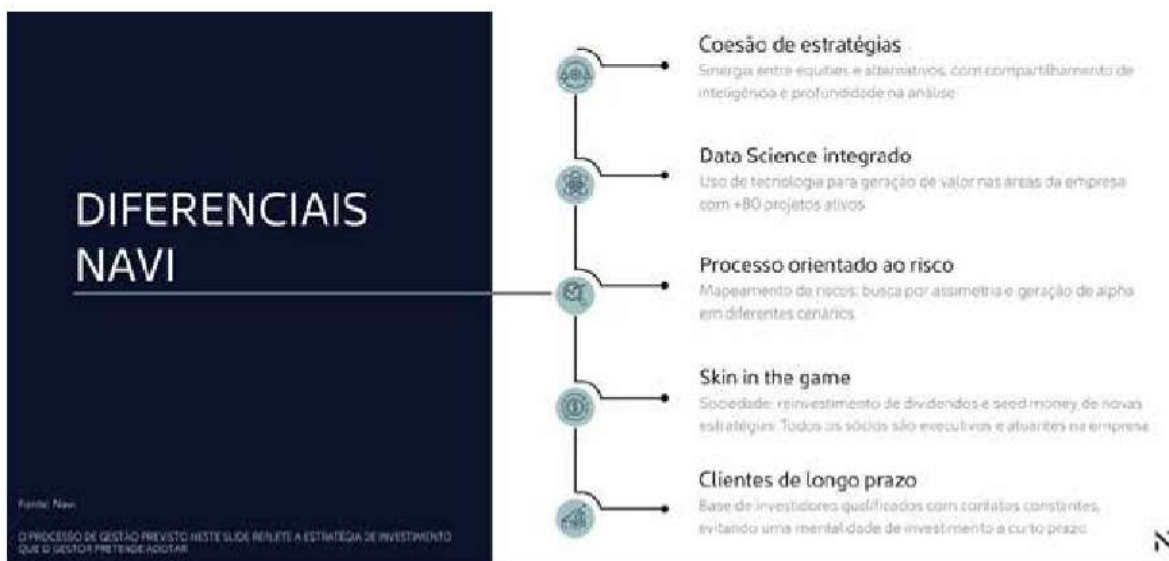 DIFERENCIAIS
NAVI
Fonte: Navi
O PROCESSO DE GESTÃO PREVISTO NESTE SLIDE REFLETE A ESTRATÉGIA DE INVESTIMENTO
QUE O GESTOR PRETENDE ADOTAR
Coesão de estratégias
Sinergia entre equities e alternativos, com compartilhamento de
inteligência e profundidade na análise
Data Science integrado
Uso de tecnologia para geração de valor nas áreas da empresa
com +80 projetos ativos
Processo orientado ao risco
Mapeamento de riscos: busca por assimetria e geração de alpha
em diferentes cenários
Skin in the game
Sociedade: reinvestimento de dividendos e seed money de novas
estratégias. Todos os sócios são executivos e atuantes na empresa
Clientes de longo prazo
Base de investidores qualificados com contatos constantes,
evitando uma mentalidade de investimento a curto prazo